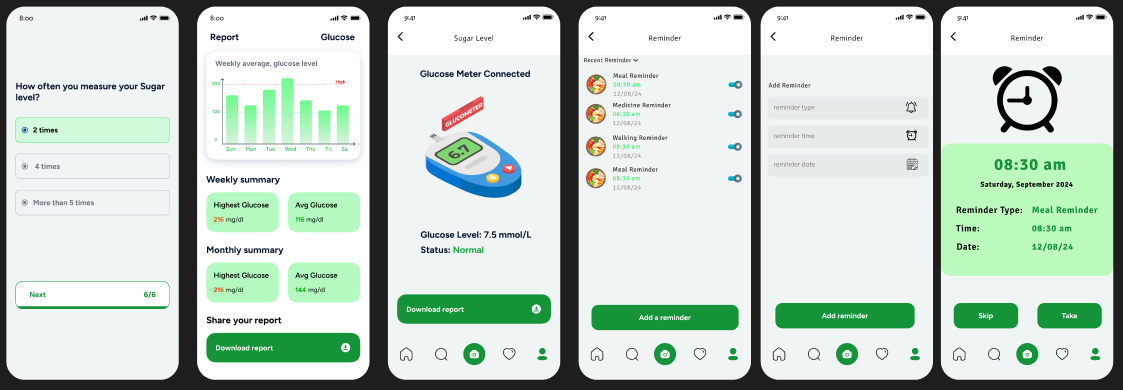 8:00
How often you measure your Sugar
level?
2 times
4 times
More than 5 times
Next 6/6
8:00
Report Glucose
Weekly average, glucose level
High
200
100
0
Sun Mon Tue Wed Thu Fri Sa
Weekly summary
Highest Glucose Avg Glucose
216 mg/dl 116 mg/dl
Monthly summary
Highest Glucose Avg Glucose
216 mg/dl 144 mg/dl
Share your report
Download report
9:41
Sugar Level
Glucose Meter Connected
GLUCOMETER
6.7
Glucose Level: 7.5 mmol/L
Status: Normal
Download report
9:41
Reminder
Recent Reminder
Meal Reminder
08:30 am
12/08/24
Medicine Reminder
08:30 am
12/08/24
Walking Reminder
08:30 am
12/08/24
Meal Reminder
08:30 am
12/08/24
Add a reminder
9:41
Reminder
Add Reminder
reminder type
reminder time
reminder date
Add reminder
9:41
Reminder
08:30 am
Saturday, September 2024
Reminder Type: Meal Reminder
Time: 08:30 am
Date: 12/08/24
Skip Take